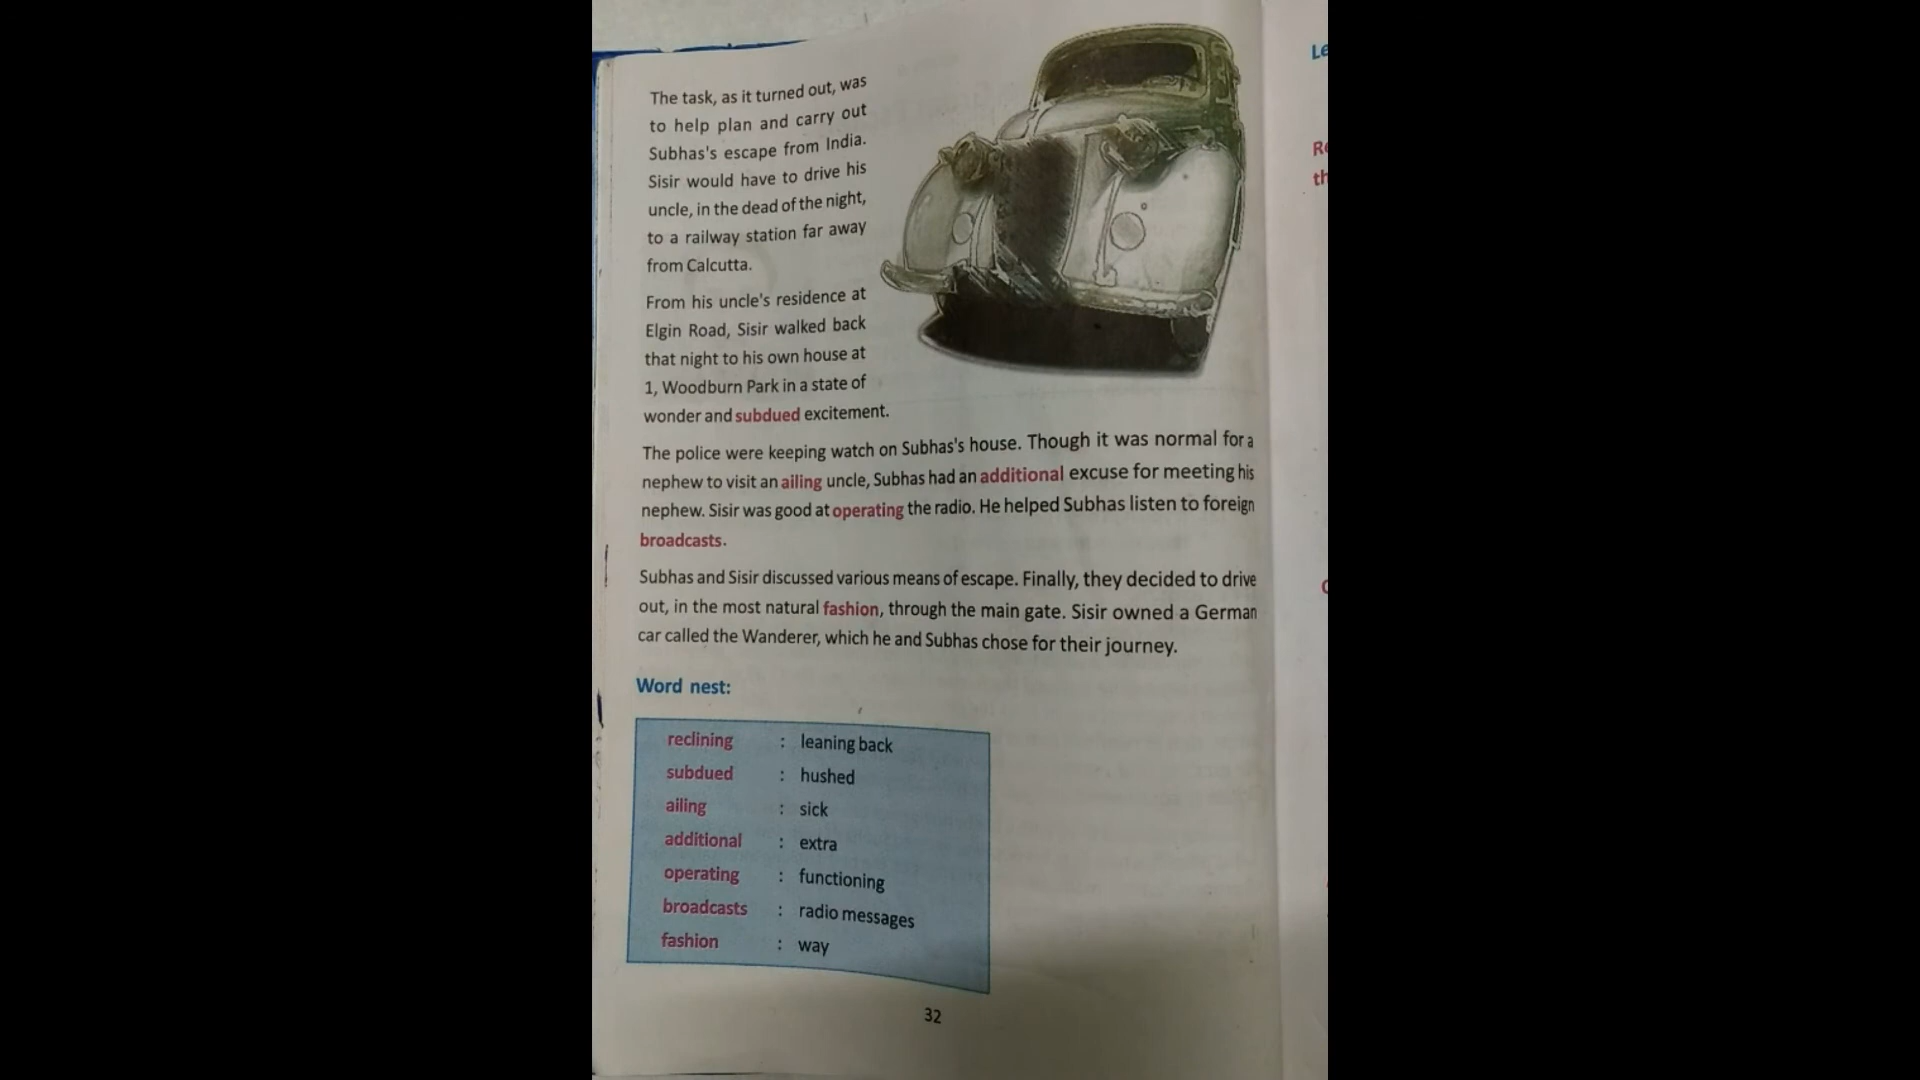 The task, as it turned out, was
to help plan and carry out
Subhas's escape from India.
Sisir would have to drive his
uncle, in the dead of the night,
to a railway station far away
from Calcutta.
From his uncle's residence at
Elgin Road, Sisir walked back
that night to his own house at
1, Woodburn Park in a state of
wonder and subdued excitement.
The police were keeping watch on Subhas's house. Though it was normal for a
nephew to visit an ailing uncle, Subhas had an additional excuse for meeting his
nephew. Sisir was good at operating the radio. He helped Subhas listen to foreign
broadcasts.
Subhas and Sisir discussed various means of escape. Finally, they decided to drive
out, in the most natural fashion, through the main gate. Sisir owned a German
car called the Wanderer, which he and Subhas chose for their journey.
Word nest:
reclining : leaning back
subdued : hushed
ailing : sick
additional : extra
operating : functioning
broadcasts : radio messages
fashion : way
32